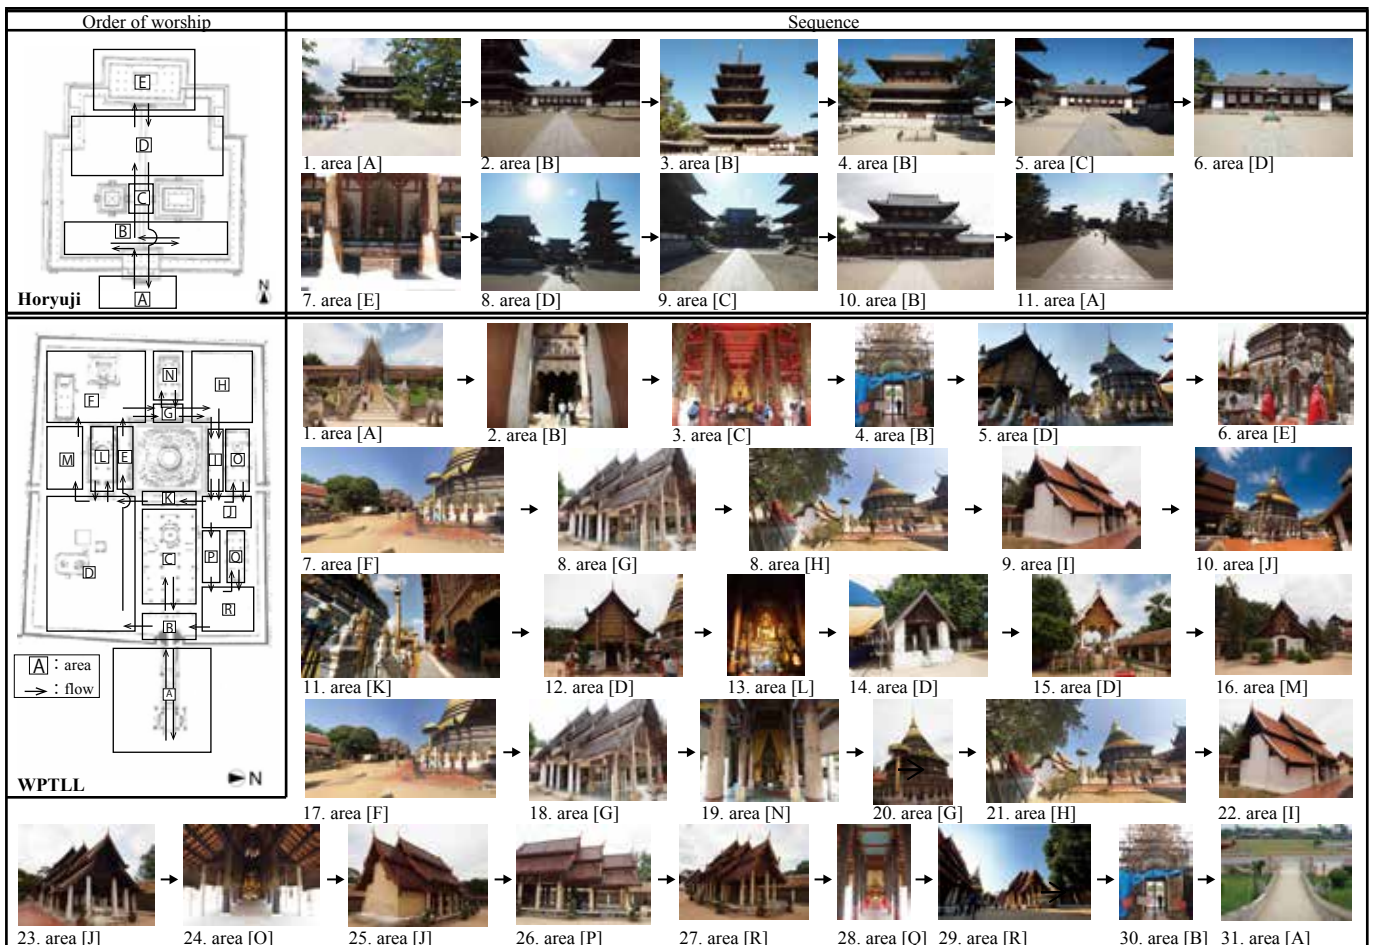 Order of worship
Sequence
E
D
C
B
A
Horyuji
N
1. area [A]
2. area [B]
3. area [B]
4. area [B]
5. area [C]
6. area [D]
7. area [E]
8. area [D]
9. area [C]
10. area [B]
11. area [A]
N
F
H
G
M
L
E
I
O
K
J
C
P
Q
D
R
B
A
A : area
→ : flow
WPTLL
N
1. area [A]
2. area [B]
3. area [C]
4. area [B]
5. area [D]
6. area [E]
7. area [F]
8. area [G]
8. area [H]
9. area [I]
10. area [J]
11. area [K]
12. area [D]
13. area [L]
14. area [D]
15. area [D]
16. area [M]
17. area [F]
18. area [G]
19. area [N]
20. area [G]
21. area [H]
22. area [I]
23. area [J]
24. area [O]
25. area [J]
26. area [P]
27. area [R]
28. area [Q]
29. area [R]
30. area [B]
31. area [A]